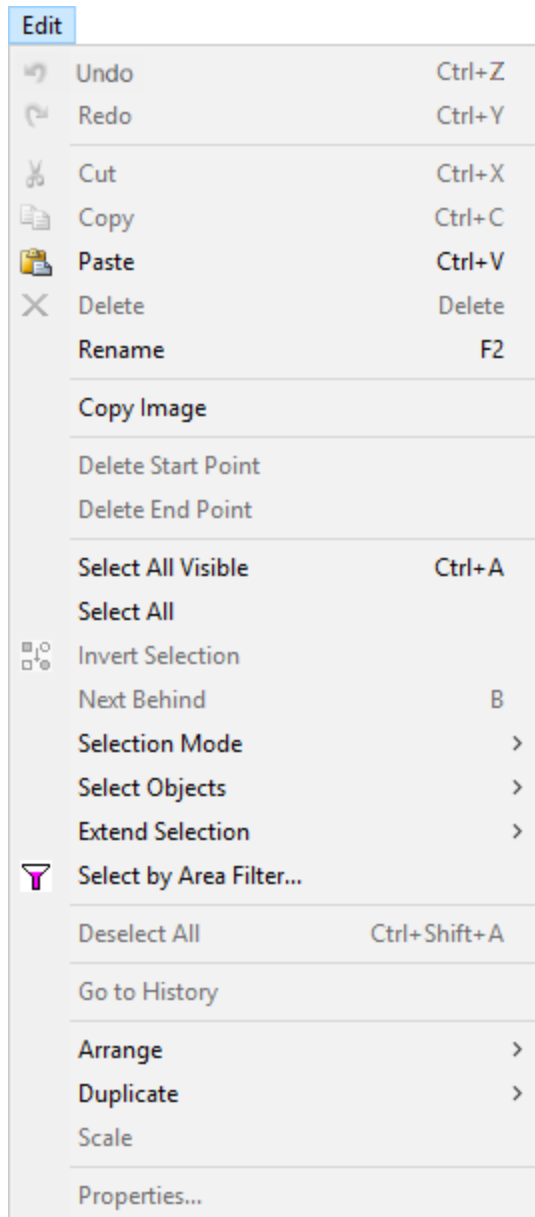 Edit
Undo Ctrl+Z
Redo Ctrl+Y
Cut Ctrl+X
Copy Ctrl+C
Paste Ctrl+V
Delete Delete
Rename F2
Copy Image
Delete Start Point
Delete End Point
Select All Visible Ctrl+A
Select All
Invert Selection
Next Behind B
Selection Mode
Select Objects
Extend Selection
Select by Area Filter...
Deselect All Ctrl+Shift+A
Go to History
Arrange
Duplicate
Scale
Properties...